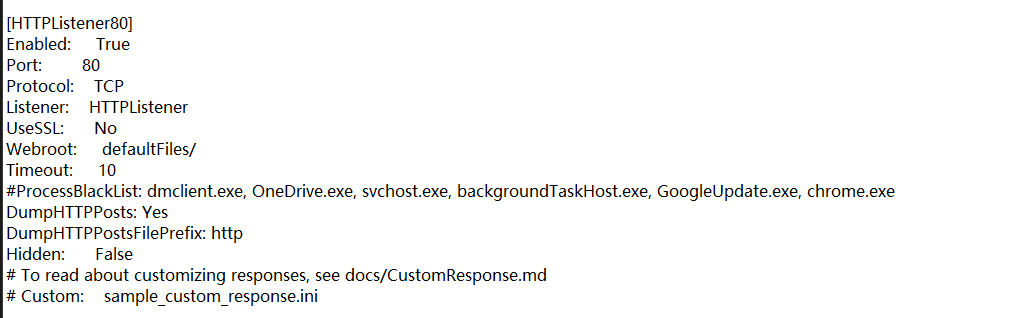 [HTTPListener80]
Enabled: True
Port: 80
Protocol: TCP
Listener: HTTPListener
UseSSL: No
Webroot: defaultFiles/
Timeout: 10
#ProcessBlackList: dmclient.exe, OneDrive.exe, svchost.exe, backgroundTaskHost.exe, GoogleUpdate.exe, chrome.exe
DumpHTTPPosts: Yes
DumpHTTPPostsFilePrefix: http
Hidden: False
# To read about customizing responses, see docs/CustomResponse.md
# Custom: sample_custom_response.ini